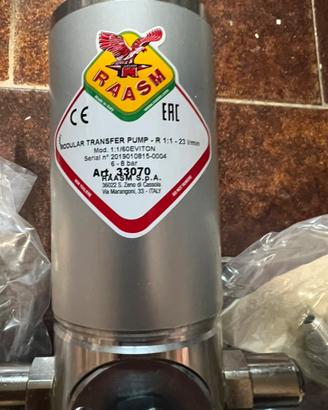 RAASM
CE
EAC
MODULAR TRANSFER PUMP - R 1:1 - 23 l/min
Mod. 1:1/60EVITON
Serial n° 2019010815-0004
6 - 8 bar
Art. 33070
RAASM S.p.A.
36022 S. Zeno di Cassola
Via Marangoni, 33 - ITALY